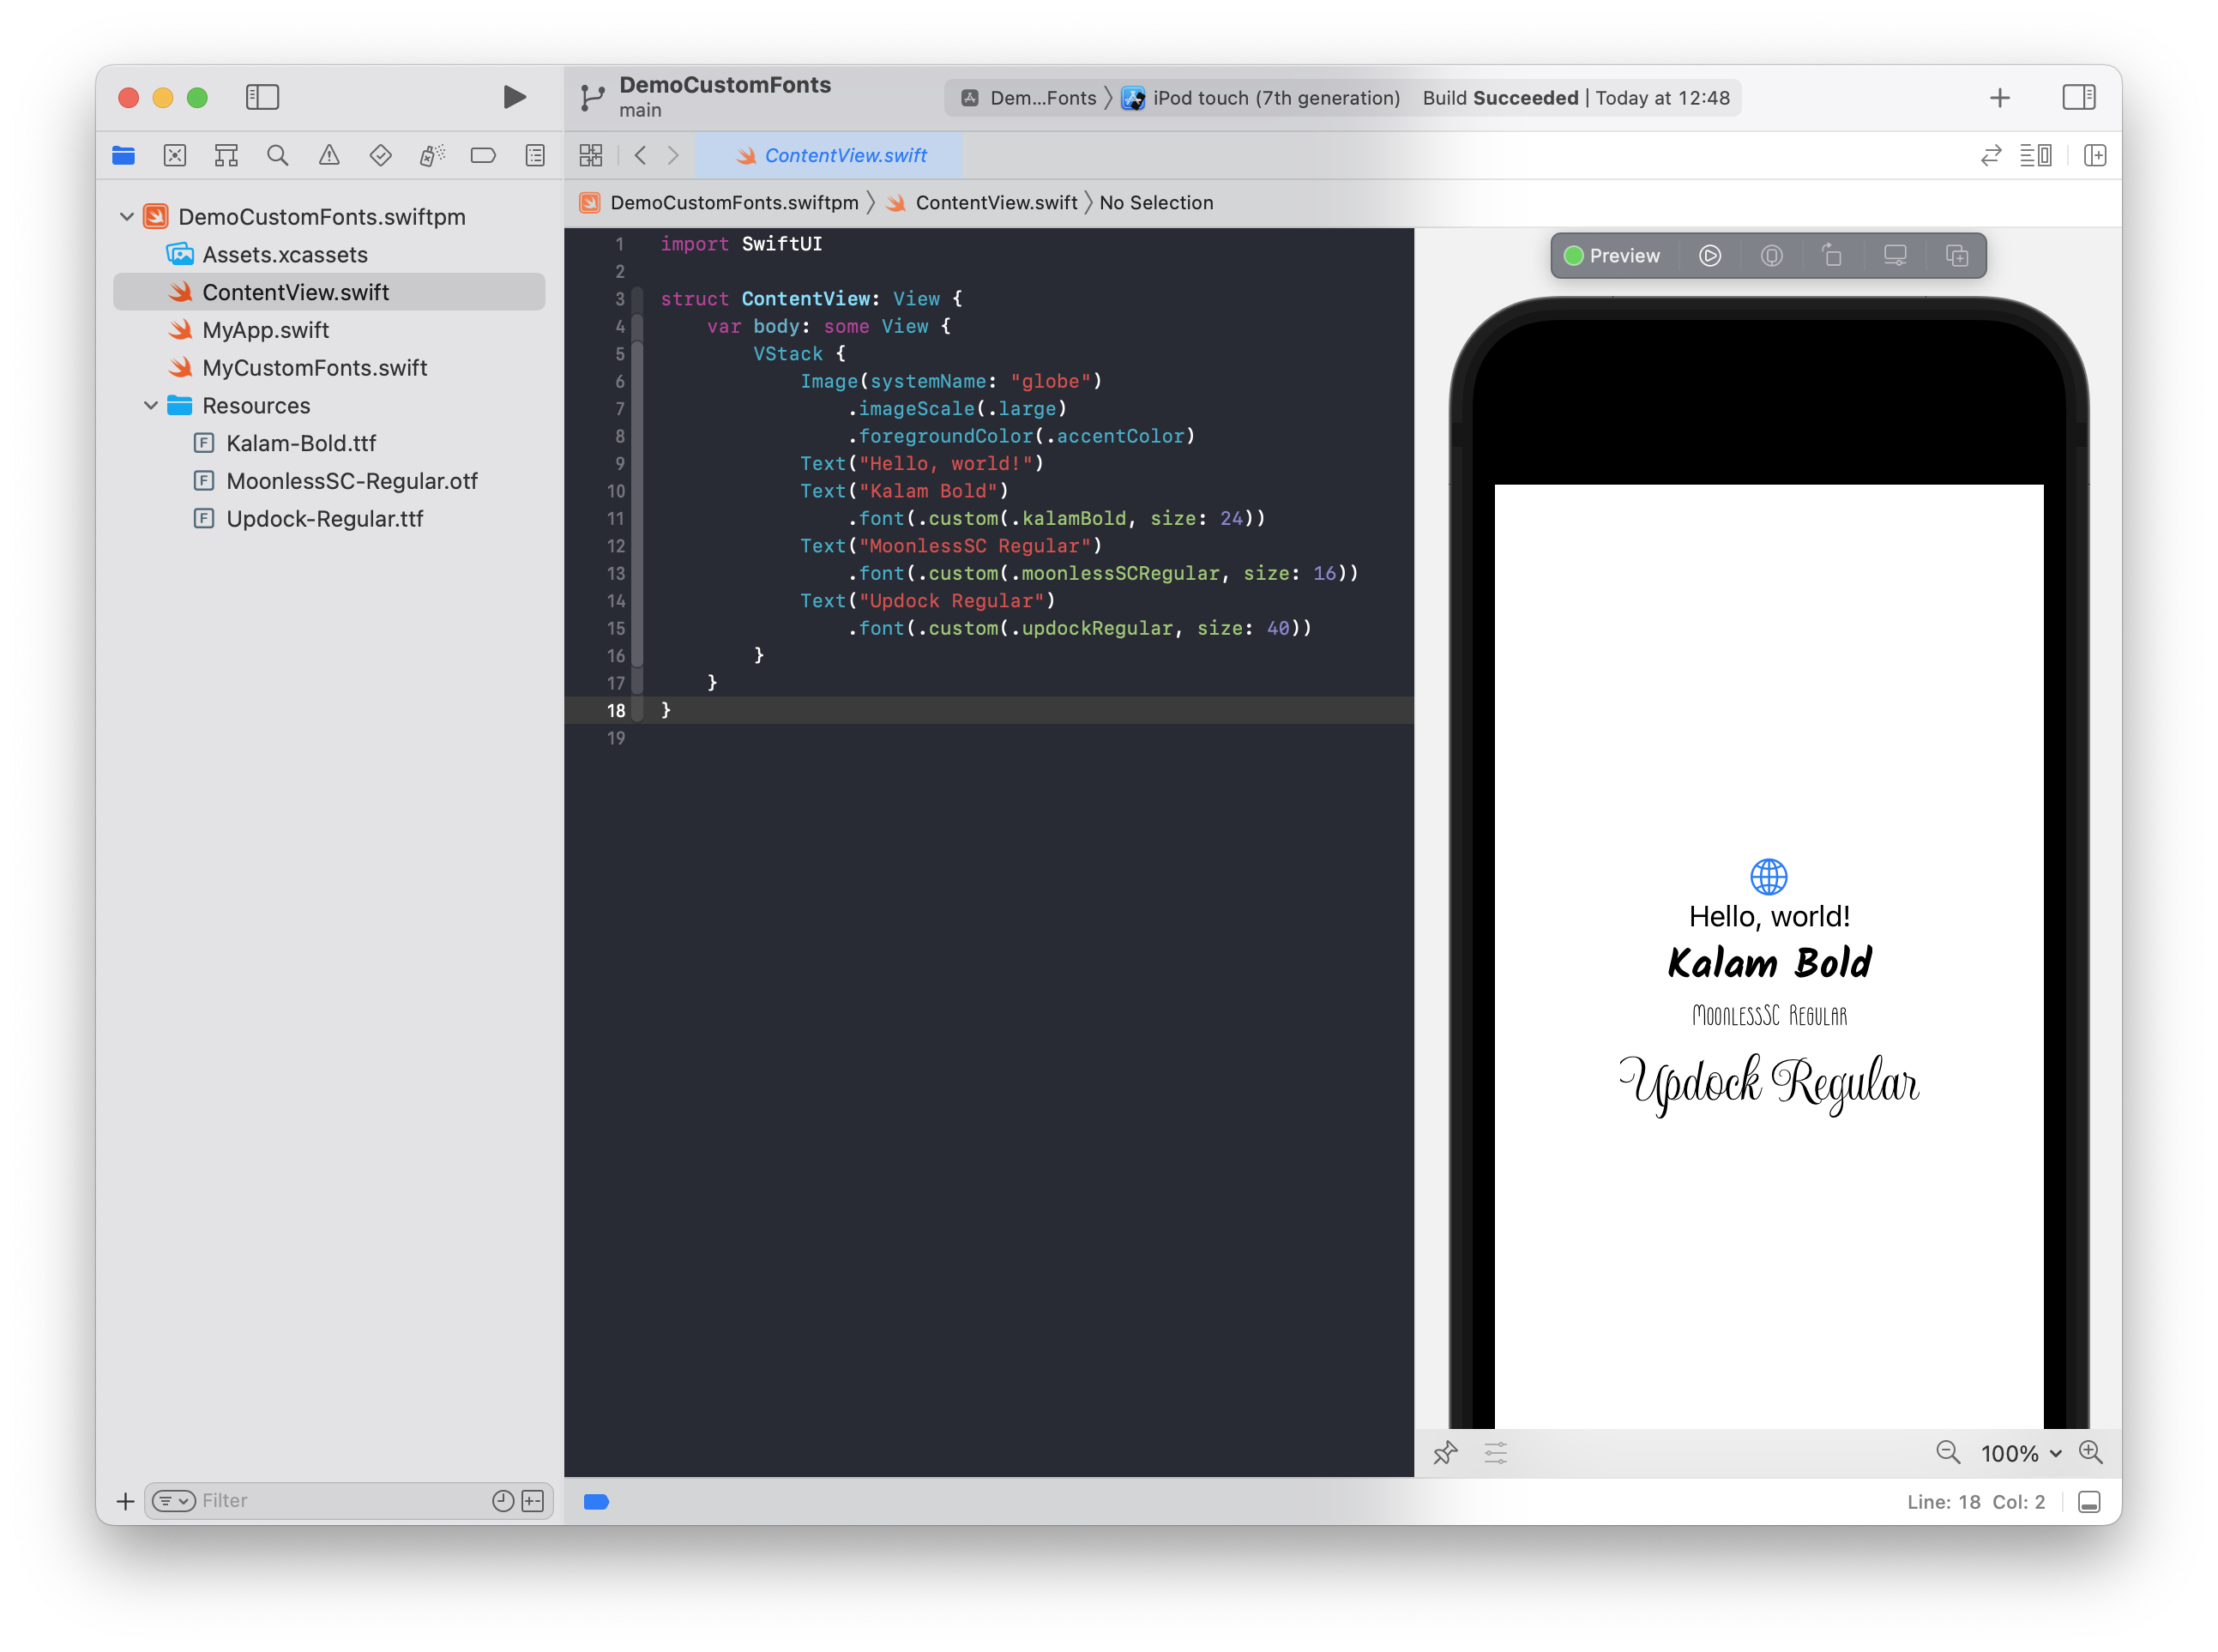 DemoCustomFonts
main
Dem...Fonts
iPod touch (7th generation)
Build Succeeded | Today at 12:48
ContentView.swift
DemoCustomFonts.swiftpm
ContentView.swift
No Selection
DemoCustomFonts.swiftpm
Assets.xcassets
ContentView.swift
MyApp.swift
MyCustomFonts.swift
Resources
F Kalam-Bold.ttf
F MoonlessSC-Regular.otf
F Updock-Regular.ttf
Filter
1 import SwiftUI
2
3 struct ContentView: View {
4     var body: some View {
5         VStack {
6             Image(systemName: "globe")
7                 .imageScale(.large)
8                 .foregroundColor(.accentColor)
9             Text("Hello, world!")
10             Text("Kalam Bold")
11                 .font(.custom(.kalamBold, size: 24))
12             Text("MoonlessSC Regular")
13                 .font(.custom(.moonlessSCRegular, size: 16))
14             Text("Updock Regular")
15                 .font(.custom(.updockRegular, size: 40))
16         }
17     }
18 }
19
Preview
Hello, world!
Kalam Bold
MoonlessSC Regular
Updock Regular
100%
Line: 18 Col: 2